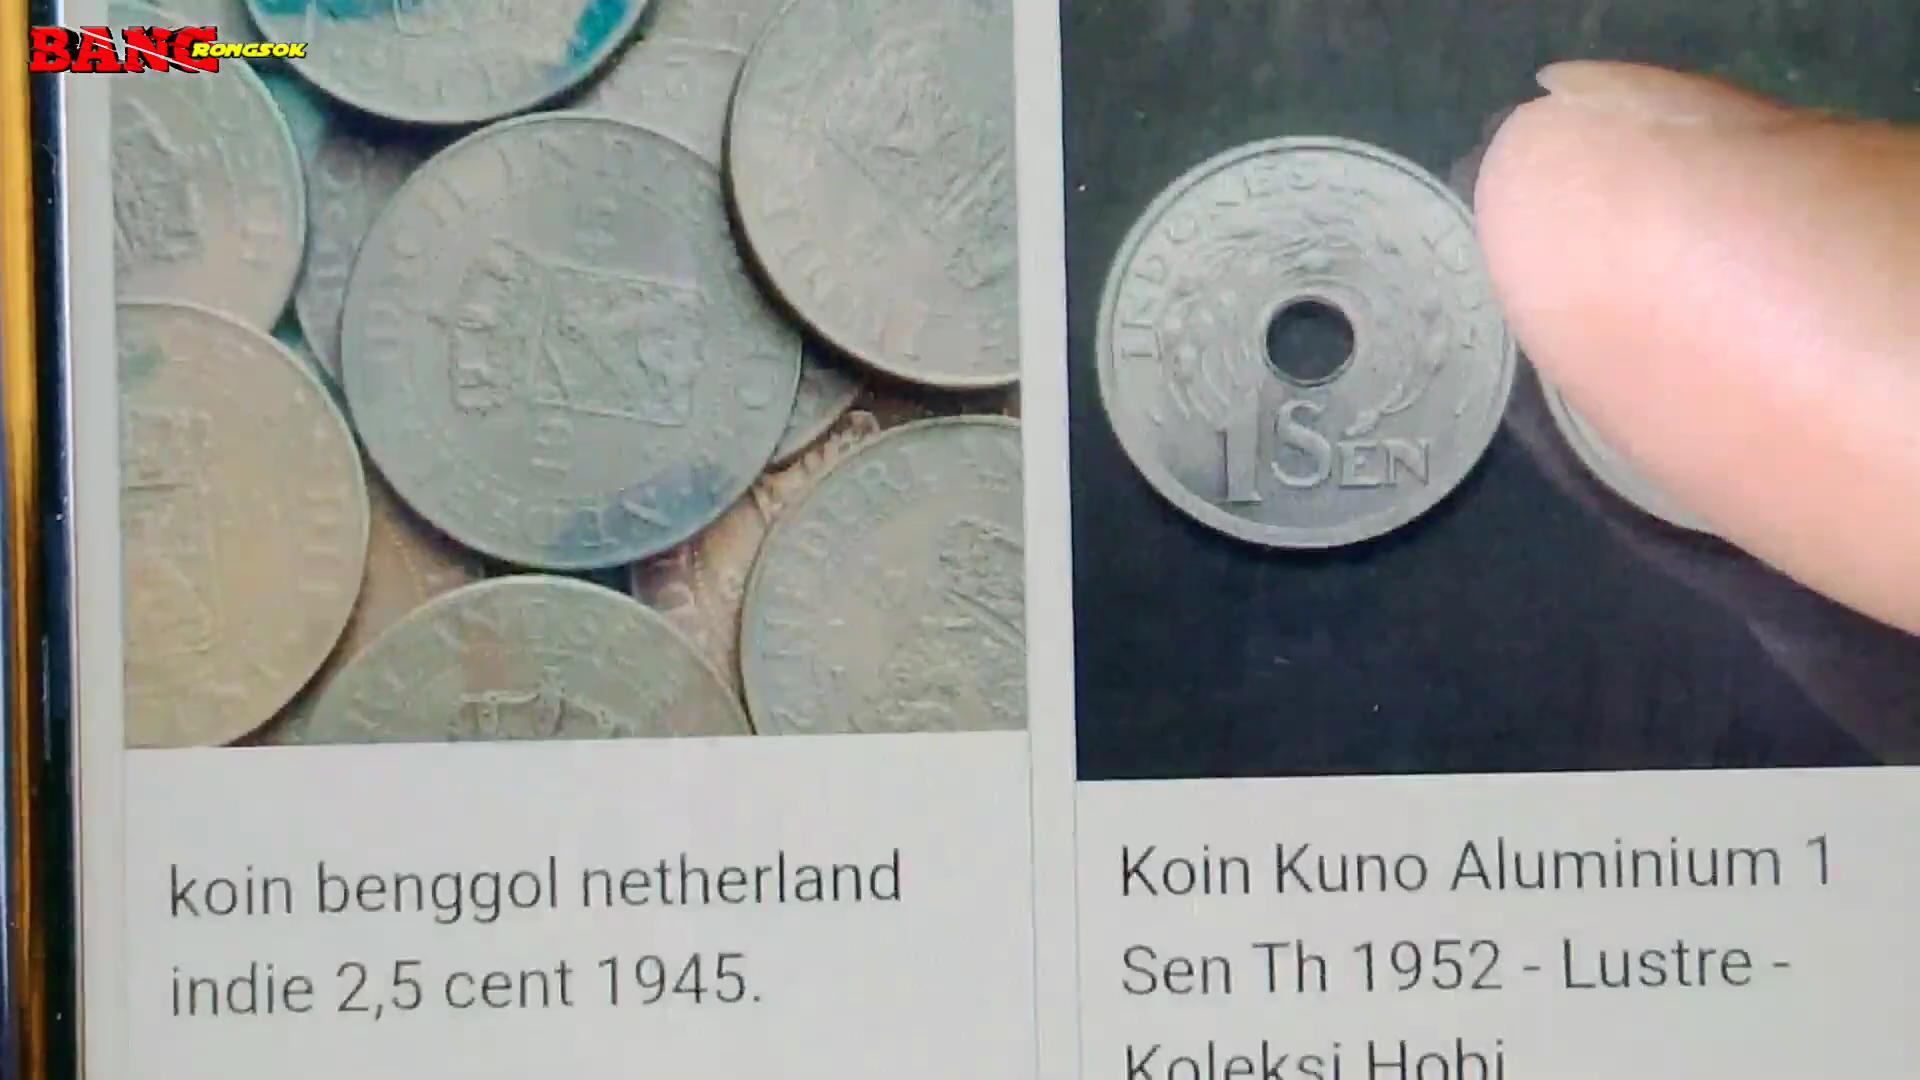 BANG RONGSOK
INDONESIA
1 SEN
koin benggol netherland
indie 2,5 cent 1945.
Koin Kuno Aluminium 1
Sen Th 1952 - Lustre -
Koleksi Hobi